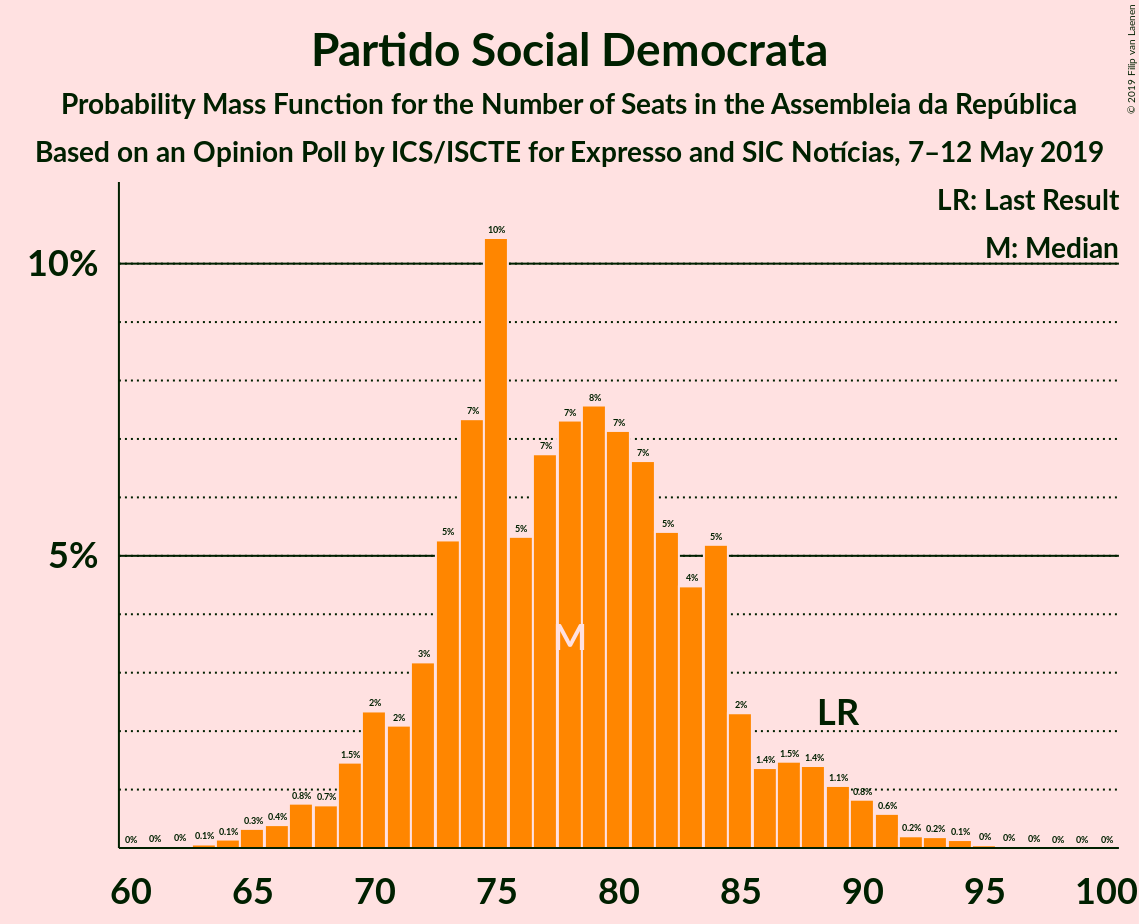 Partido Social Democrata
Probability Mass Function for the Number of Seats in the Assembleia da República
Based on an Opinion Poll by ICS/ISCTE for Expresso and SIC Notícias, 7–12 May 2019
© 2019 Filip van Laenen
LR: Last Result
M: Median
10%
5%
0% 0% 0% 0.1% 0.1% 0.3% 0.4% 0.8% 0.7% 1.5% 2% 2% 3% 5% 7% 10% 5% 7% 7% 8% 7% 7% 5% 4% 5% 2% 1.4% 1.5% 1.4% 1.1% 0.8% 0.6% 0.2% 0.2% 0.1% 0% 0% 0% 0% 0% 0%
M
LR
60 65 70 75 80 85 90 95 100